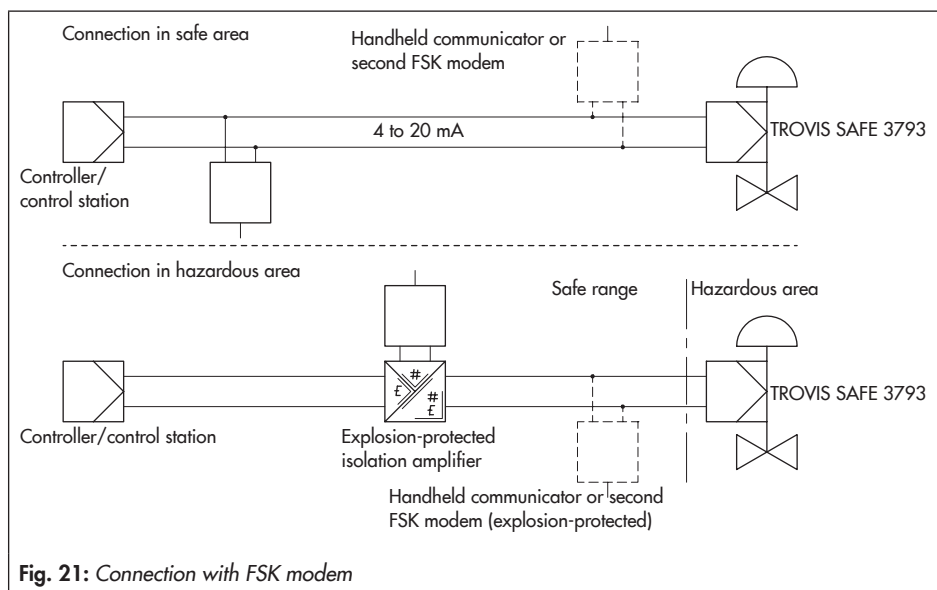 Connection in safe area
Handheld communicator or
second FSK modem
4 to 20 mA
TROVIS SAFE 3793
Controller/
control station
Connection in hazardous area
Safe range
Hazardous area
#
E
#
E
TROVIS SAFE 3793
Controller/control station
Explosion-protected
isolation amplifier
Handheld communicator or second
FSK modem (explosion-protected)
Fig. 21: Connection with FSK modem